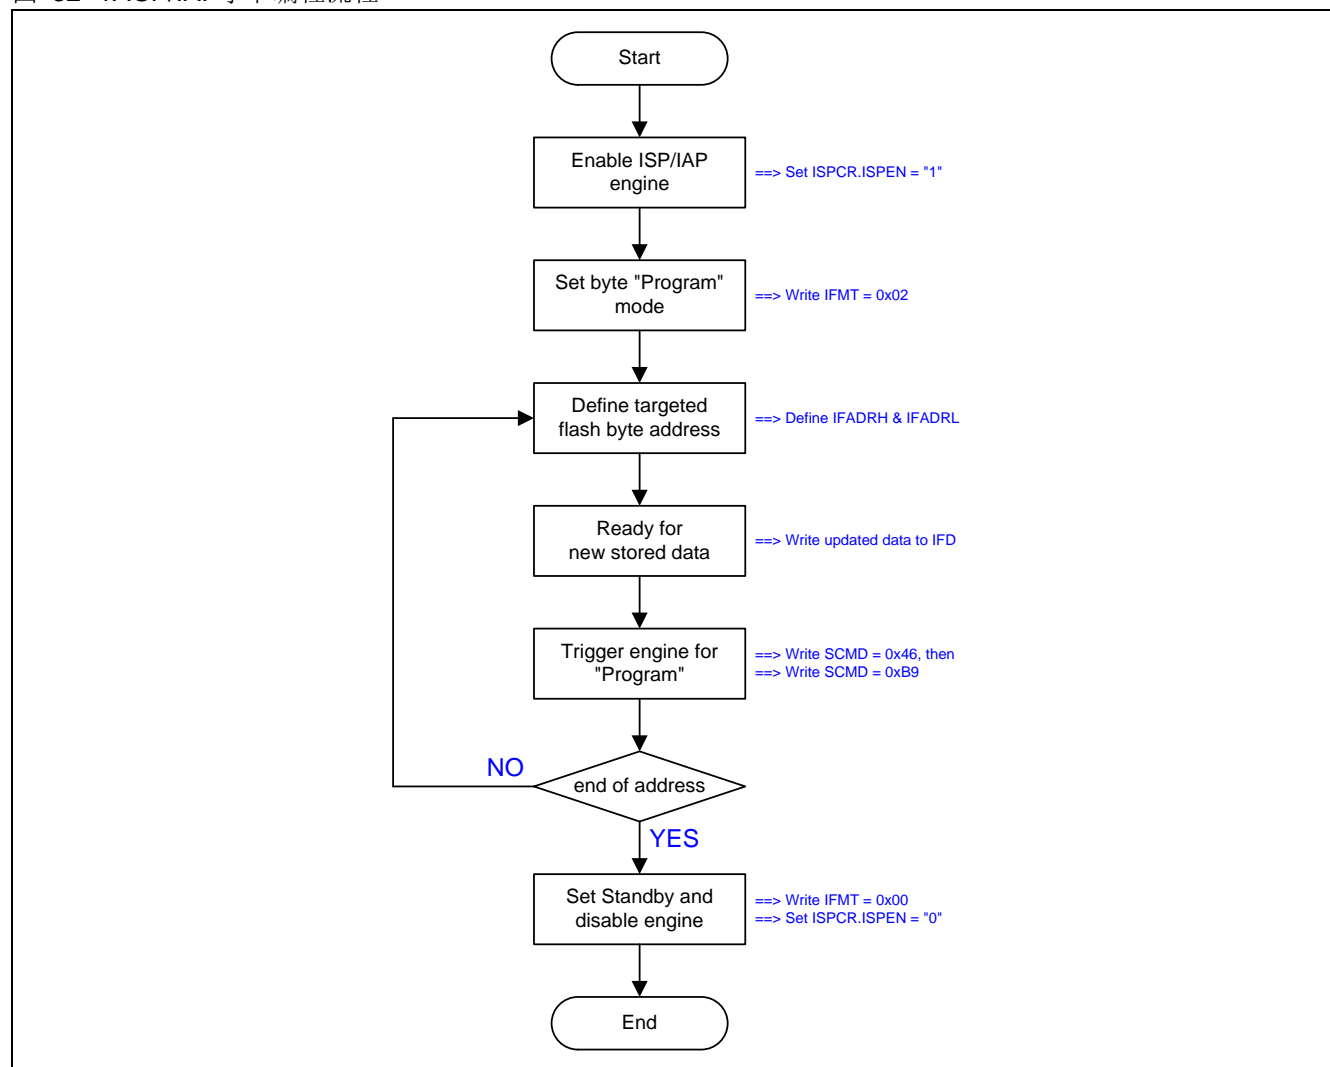 Start
Enable ISP/IAP
engine
==> Set ISPCR.ISPEN = "1"
Set byte "Program"
mode
==> Write IFMT = 0x02
Define targeted
flash byte address
==> Define IFADRH & IFADRL
Ready for
new stored data
==> Write updated data to IFD
Trigger engine for
"Program"
==> Write SCMD = 0x46, then
==> Write SCMD = 0xB9
NO
end of address
YES
Set Standby and
disable engine
==> Write IFMT = 0x00
==> Set ISPCR.ISPEN = "0"
End